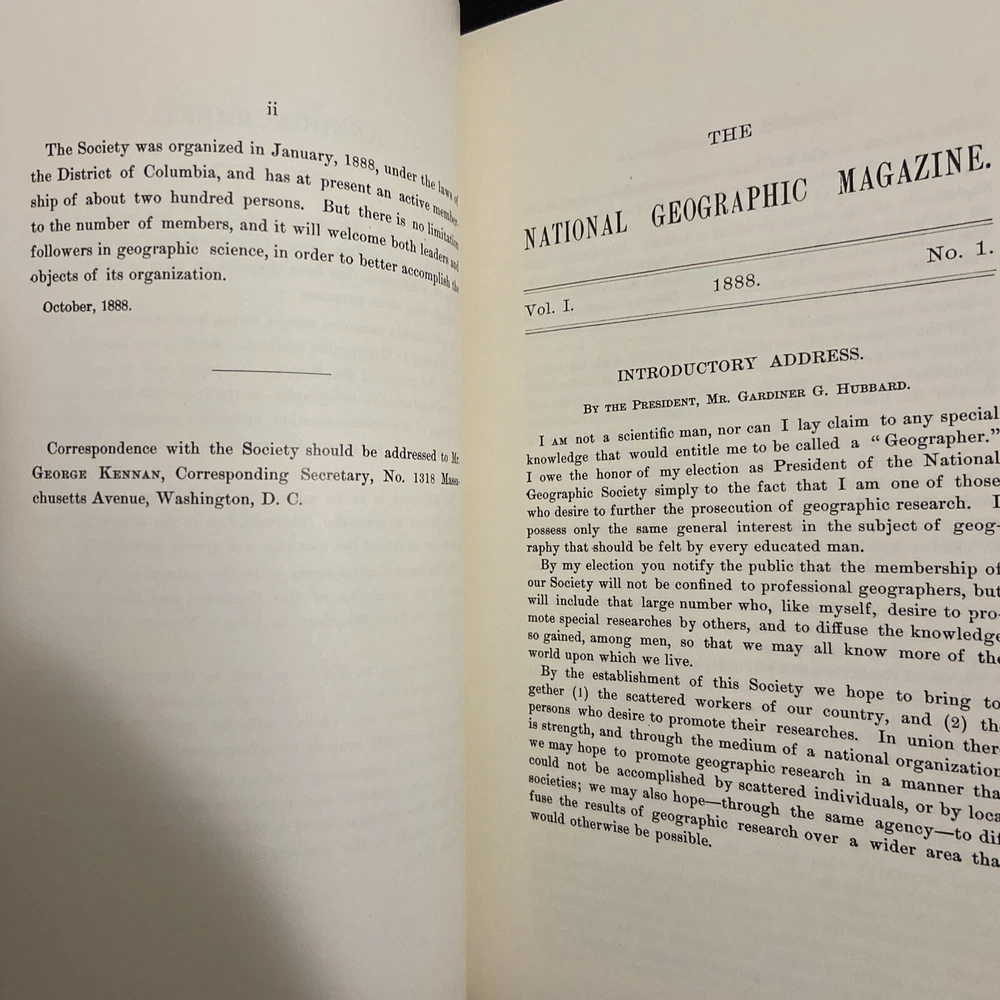 ii
The Society was organized in January, 1888, under the laws of
the District of Columbia, and has at present an active member-
ship of about two hundred persons. But there is no limitation
to the number of members, and it will welcome both leaders and
followers in geographic science, in order to better accomplish the
objects of its organization.
October, 1888.
Correspondence with the Society should be addressed to Mr.
GEORGE KENNAN, Corresponding Secretary, No. 1318 Massa-
chusetts Avenue, Washington, D. C.
THE
NATIONAL GEOGRAPHIC MAGAZINE.
Vol. I. 1888. No. 1.
INTRODUCTORY ADDRESS.
BY THE PRESIDENT, MR. GARDINER G. HUBBARD.
I AM not a scientific man, nor can I lay claim to any special
knowledge that would entitle me to be called a “Geographer.”
I owe the honor of my election as President of the National
Geographic Society simply to the fact that I am one of those
who desire to further the prosecution of geographic research. I
possess only the same general interest in the subject of geog-
raphy that should be felt by every educated man.
By my election you notify the public that the membership of
our Society will not be confined to professional geographers, but
will include that large number who, like myself, desire to pro-
mote special researches by others, and to diffuse the knowledge
so gained, among men, so that we may all know more of the
world upon which we live.
By the establishment of this Society we hope to bring to-
gether (1) the scattered workers of our country, and (2) th
persons who desire to promote their researches. In union ther
is strength, and through the medium of a national organization
we may hope to promote geographic research in a manner tha
could not be accomplished by scattered individuals, or by loca
societies; we may also hope—through the same agency—to dif
fuse the results of geographic research over a wider area tha
would otherwise be possible.